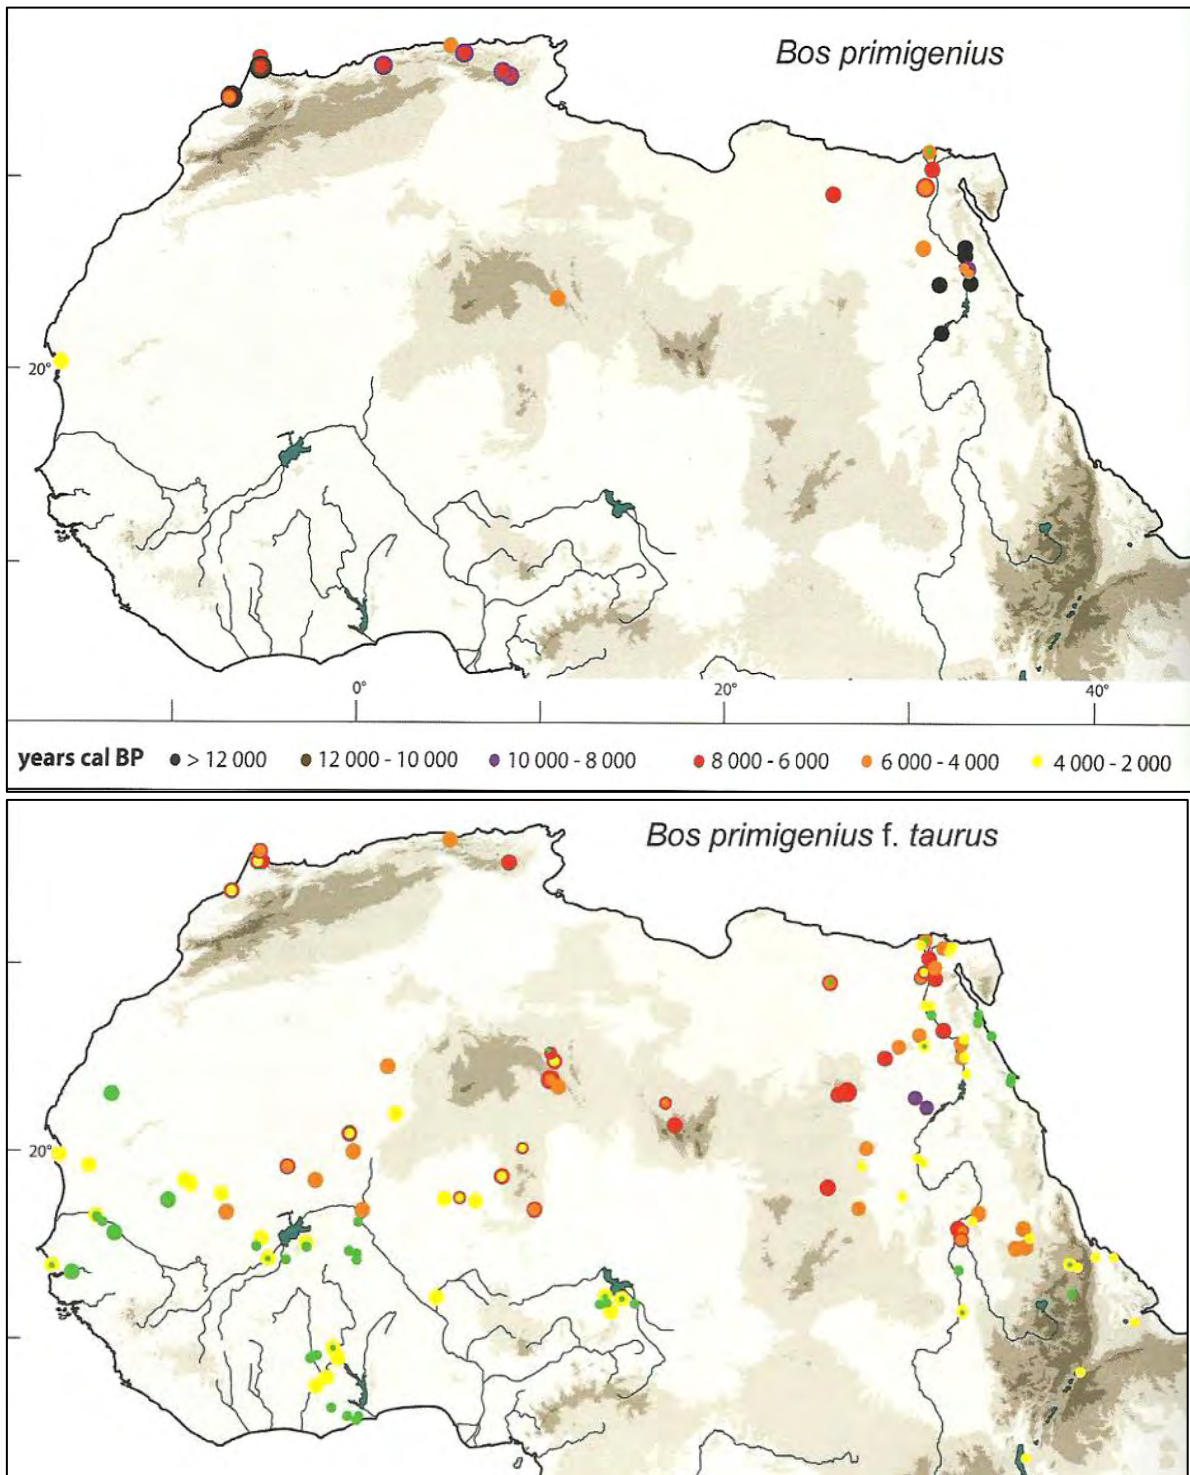 Bos primigenius
20°
0°
20°
40°
years cal BP > 12 000 12 000 - 10 000 10 000 - 8 000 8 000 - 6 000 6 000 - 4 000 4 000 - 2 000
Bos primigenius f. taurus
20°